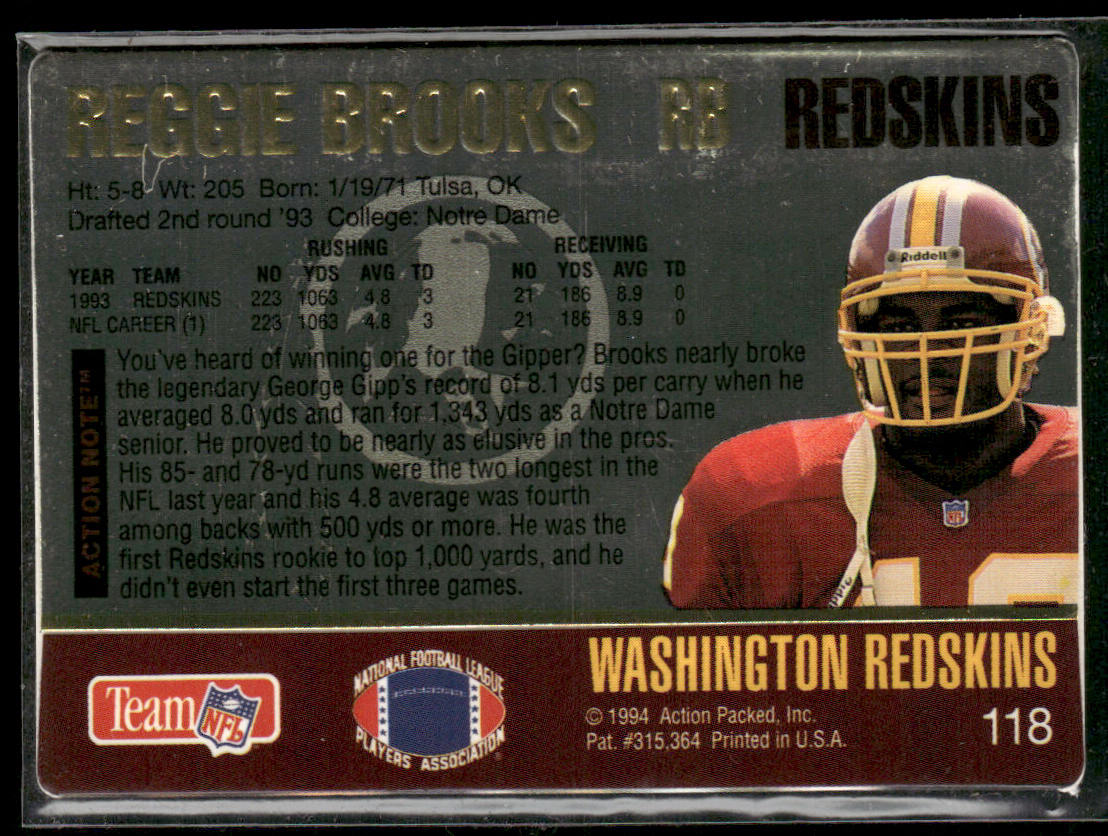 REGGIE BROOKS RB REDSKINS
Ht: 5-8 Wt: 205 Born: 1/19/71 Tulsa, OK
Drafted 2nd round '93 College: Notre Dame
RUSHING RECEIVING
YEAR TEAM NO YDS AVG TD NO YDS AVG TD
1993 REDSKINS 223 1063 4.8 3 21 186 8.9 0
NFL CAREER (1) 223 1063 4.8 3 21 186 8.9 0
ACTION NOTE™
You've heard of winning one for the Gipper? Brooks nearly broke
the legendary George Gipp's record of 8.1 yds per carry when he
averaged 8.0 yds and ran for 1,343 yds as a Notre Dame
senior. He proved to be nearly as elusive in the pros.
His 85- and 78-yd runs were the two longest in the
NFL last year and his 4.8 average was fourth
among backs with 500 yds or more. He was the
first Redskins rookie to top 1,000 yards, and he
didn't even start the first three games.
Riddell
NFL
WASHINGTON REDSKINS
Team NFL
NATIONAL FOOTBALL LEAGUE
PLAYERS ASSOCIATION
© 1994 Action Packed, Inc.
Pat. #315,364 Printed in U.S.A.
118